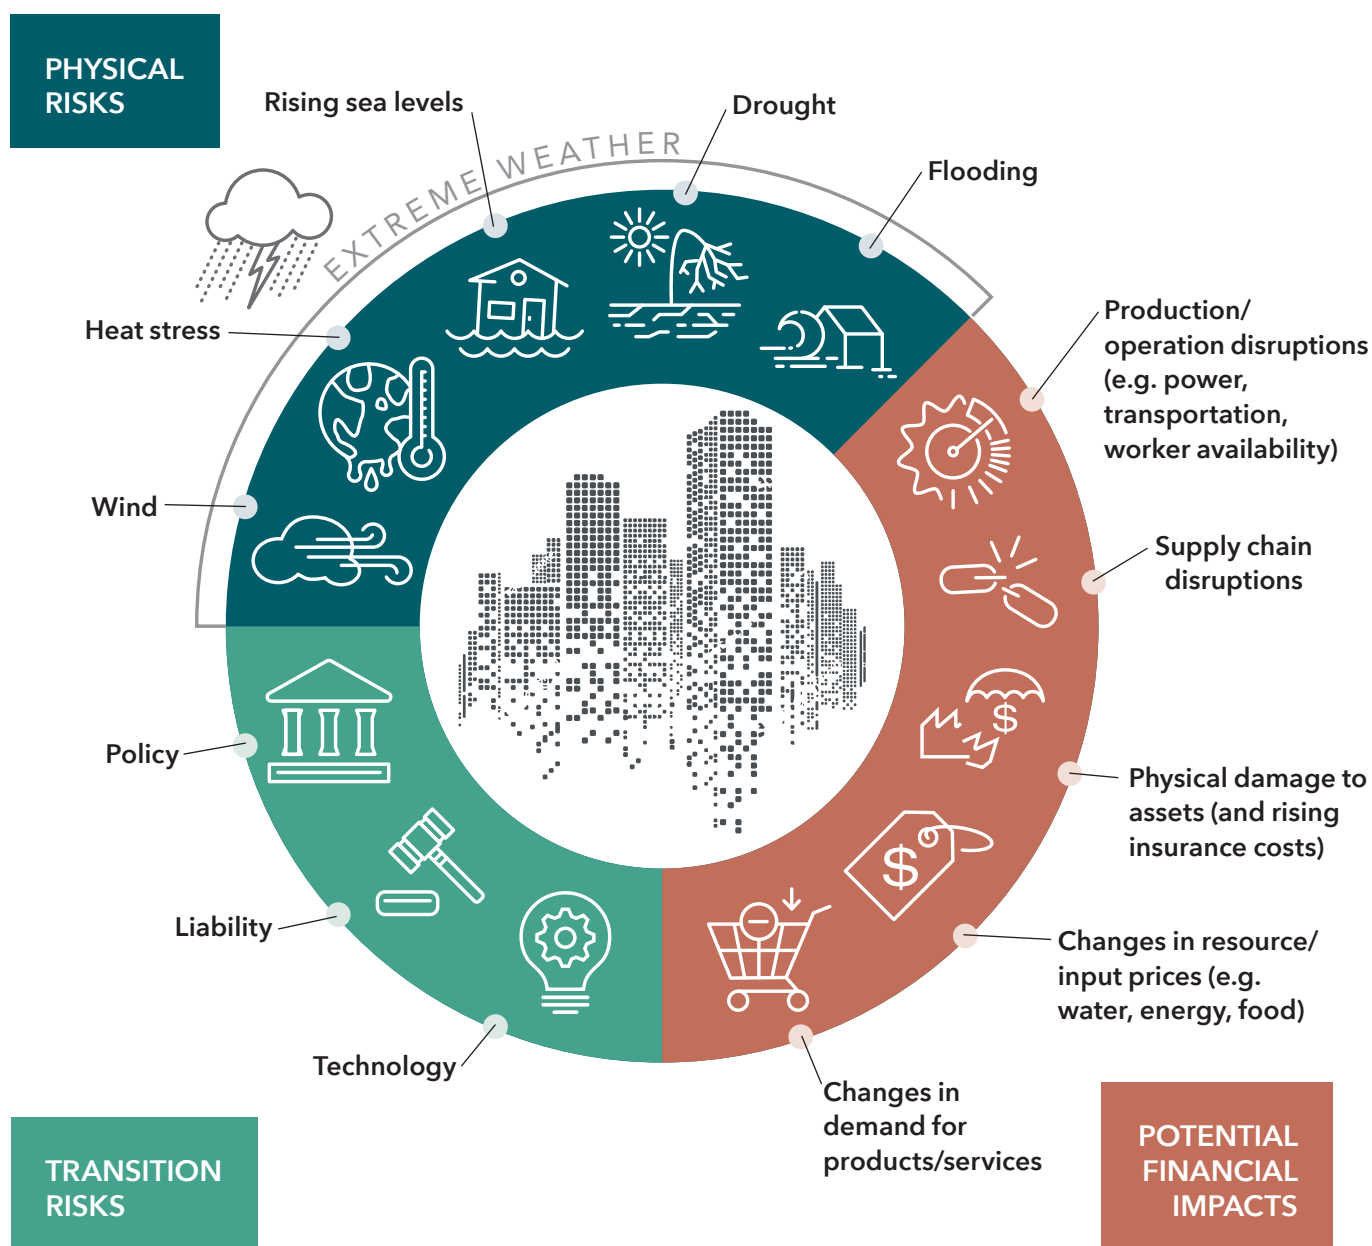 PHYSICAL
RISKS
Rising sea levels
Drought
EXTREME WEATHER
Flooding
Heat stress
Wind
Production/
operation disruptions
(e.g. power,
transportation,
worker availability)
Supply chain
disruptions
$
Physical damage to
assets (and rising
insurance costs)
$
Changes in resource/
input prices (e.g.
water, energy, food)
Changes in
demand for
products/services
Policy
Liability
Technology
TRANSITION
RISKS
POTENTIAL
FINANCIAL
IMPACTS